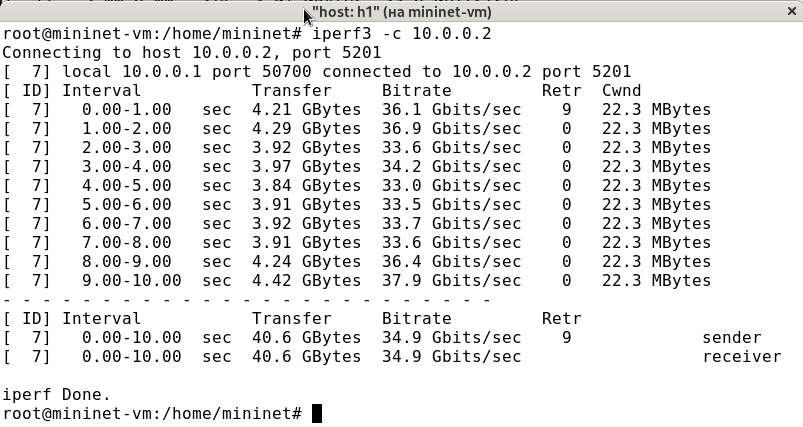 "host: h1" (на mininet-vm)
root@mininet-vm:/home/mininet# iperf3 -c 10.0.0.2
Connecting to host 10.0.0.2, port 5201
[  7] local 10.0.0.1 port 50700 connected to 10.0.0.2 port 5201
[ ID] Interval           Transfer     Bitrate         Retr  Cwnd
[  7]   0.00-1.00   sec  4.21 GBytes  36.1 Gbits/sec    9   22.3 MBytes
[  7]   1.00-2.00   sec  4.29 GBytes  36.9 Gbits/sec    0   22.3 MBytes
[  7]   2.00-3.00   sec  3.92 GBytes  33.6 Gbits/sec    0   22.3 MBytes
[  7]   3.00-4.00   sec  3.97 GBytes  34.2 Gbits/sec    0   22.3 MBytes
[  7]   4.00-5.00   sec  3.84 GBytes  33.0 Gbits/sec    0   22.3 MBytes
[  7]   5.00-6.00   sec  3.91 GBytes  33.5 Gbits/sec    0   22.3 MBytes
[  7]   6.00-7.00   sec  3.92 GBytes  33.7 Gbits/sec    0   22.3 MBytes
[  7]   7.00-8.00   sec  3.91 GBytes  33.6 Gbits/sec    0   22.3 MBytes
[  7]   8.00-9.00   sec  4.24 GBytes  36.4 Gbits/sec    0   22.3 MBytes
[  7]   9.00-10.00  sec  4.42 GBytes  37.9 Gbits/sec    0   22.3 MBytes
- - - - - - - - - - - - - - - - - - - - - - - - -
[ ID] Interval           Transfer     Bitrate         Retr
[  7]   0.00-10.00  sec  40.6 GBytes  34.9 Gbits/sec    9             sender
[  7]   0.00-10.00  sec  40.6 GBytes  34.9 Gbits/sec                  receiver
iperf Done.
root@mininet-vm:/home/mininet#